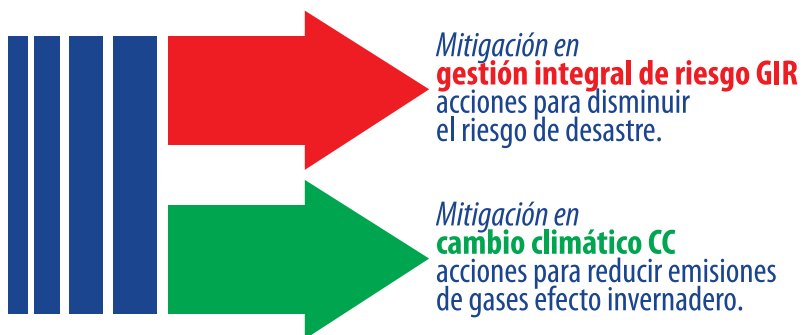 Mitigación en
gestión integral de riesgo GIR
acciones para disminuir
el riesgo de desastre.
Mitigación en
cambio climático CC
acciones para reducir emisiones
de gases efecto invernadero.